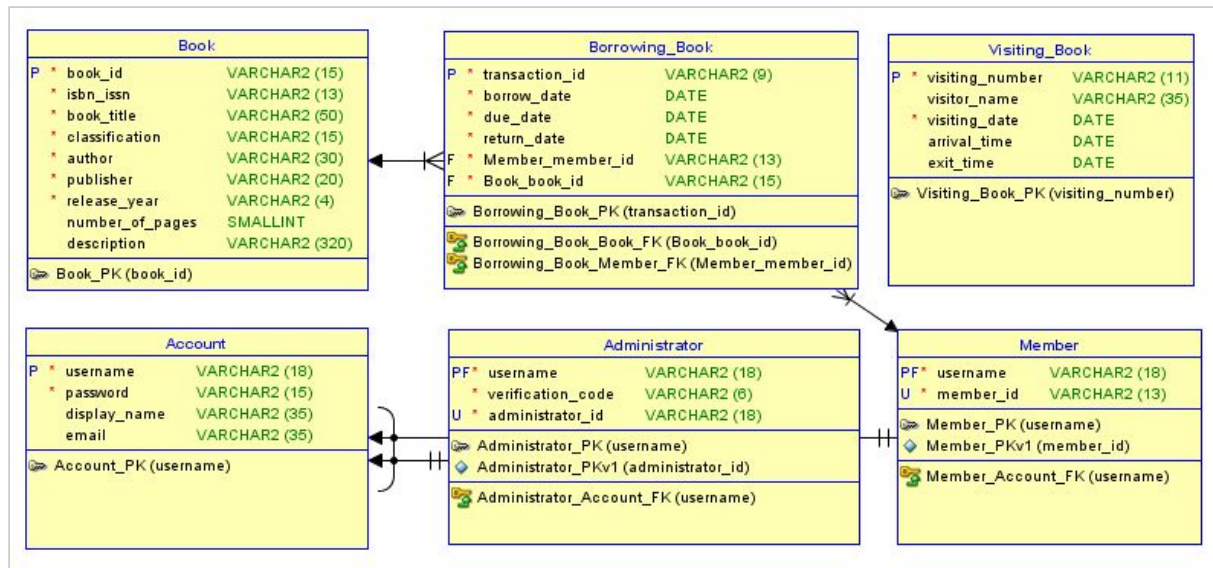 Book
P * book_id VARCHAR2 (15)
* isbn_issn VARCHAR2 (13)
* book_title VARCHAR2 (50)
* classification VARCHAR2 (15)
* author VARCHAR2 (30)
* publisher VARCHAR2 (20)
* release_year VARCHAR2 (4)
number_of_pages SMALLINT
description VARCHAR2 (320)
Book_PK (book_id)
Borrowing_Book
P * transaction_id VARCHAR2 (9)
* borrow_date DATE
* due_date DATE
* return_date DATE
F * Member_member_id VARCHAR2 (13)
F * Book_book_id VARCHAR2 (15)
Borrowing_Book_PK (transaction_id)
Borrowing_Book_Book_FK (Book_book_id)
Borrowing_Book_Member_FK (Member_member_id)
Visiting_Book
P * visiting_number VARCHAR2 (11)
visitor_name VARCHAR2 (35)
* visiting_date DATE
arrival_time DATE
exit_time DATE
Visiting_Book_PK (visiting_number)
Account
P * username VARCHAR2 (18)
* password VARCHAR2 (15)
display_name VARCHAR2 (35)
email VARCHAR2 (35)
Account_PK (username)
Administrator
PF* username VARCHAR2 (18)
* verification_code VARCHAR2 (6)
U * administrator_id VARCHAR2 (18)
Administrator_PK (username)
Administrator_PKv1 (administrator_id)
Administrator_Account_FK (username)
Member
PF* username VARCHAR2 (18)
U * member_id VARCHAR2 (13)
Member_PK (username)
Member_PKv1 (member_id)
Member_Account_FK (username)